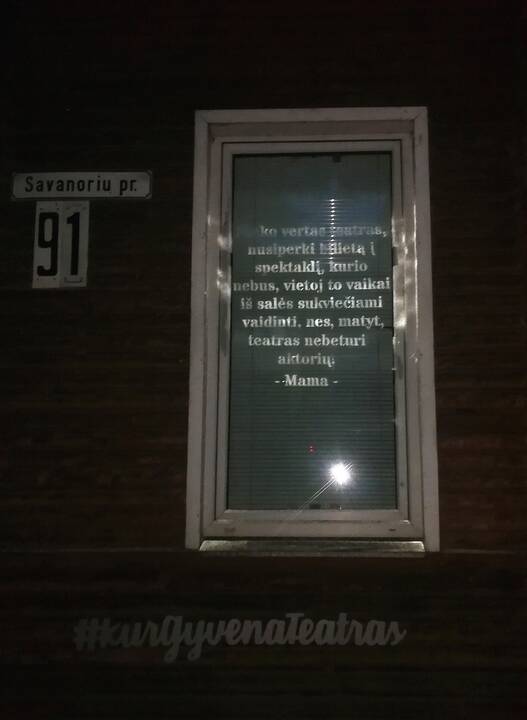 Savanoriu pr.
91
ko vertas teatras,
nusiperki bilietą į
spektaklį, kurio
nebus, vietoj to vaikai
iš salės sukviečiami
vaidinti, nes, matyt,
teatras nebeturi
aktorių.
- Mama -
#kurGyvenaTeatras